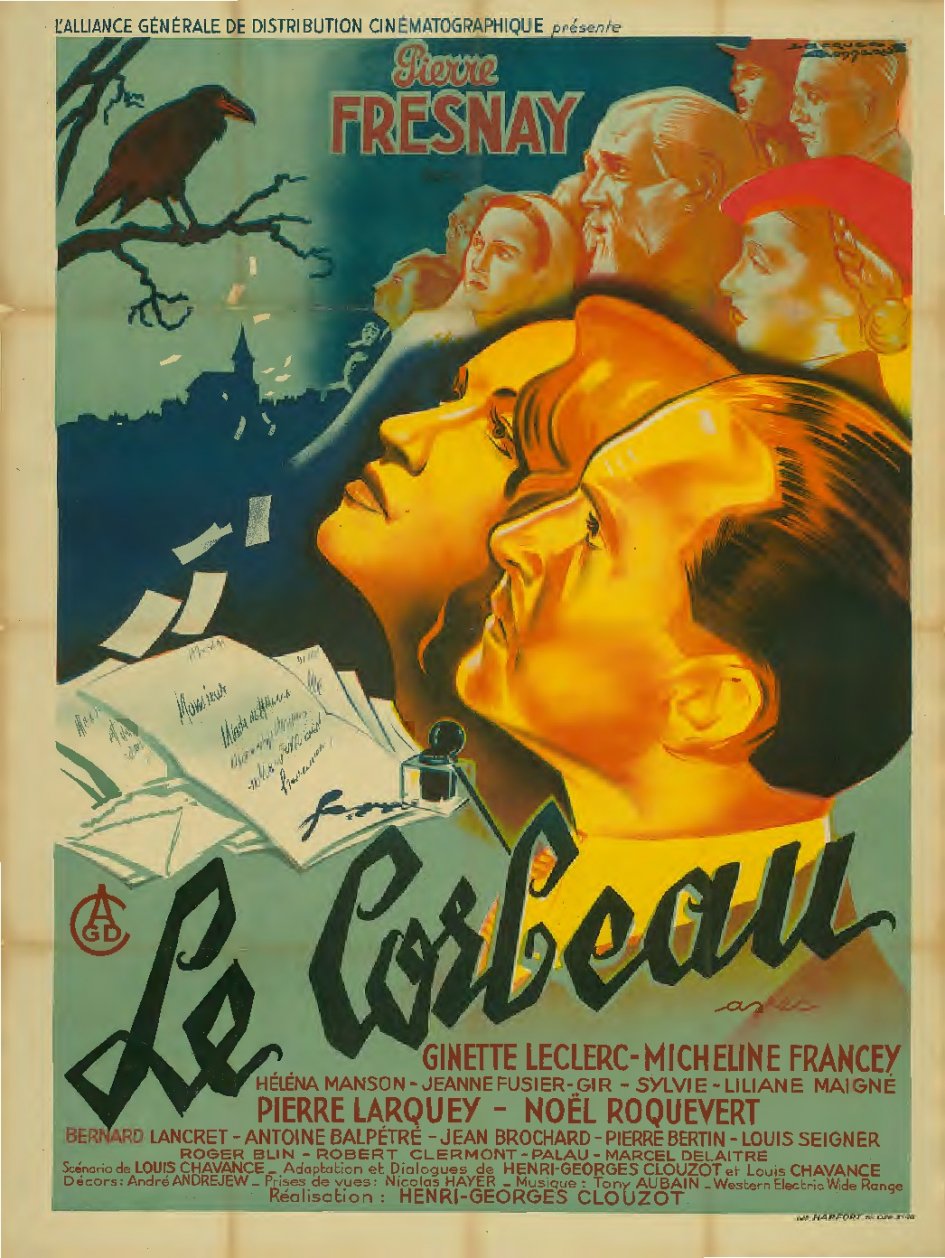 L'ALLIANCE GÉNÉRALE DE DISTRIBUTION CINÉMATOGRAPHIQUE présente
Pierre
FRESNAY
Monsieur
AGDC
Le Corbeau
avec
GINETTE LECLERC - MICHELINE FRANCEY
HÉLÉNA MANSON - JEANNE FUSIER-GIR - SYLVIE - LILIANE MAIGNÉ
PIERRE LARQUEY - NOËL ROQUEVERT
BERNARD LANCRET - ANTOINE BALPÉTRÉ - JEAN BROCHARD - PIERRE BERTIN - LOUIS SEIGNER
ROGER BLIN - ROBERT CLERMONT - PALAU - MARCEL DELAITRE
Scénario de LOUIS CHAVANCE _ Adaptation et Dialogues de HENRI-GEORGES CLOUZOT et Louis CHAVANCE
Décors: André ANDREJEW _ Prises de vues: Nicolas HAYER _ Musique: Tony AUBAIN _ Western Electric Wide Range
Réalisation: HENRI-GEORGES CLOUZOT